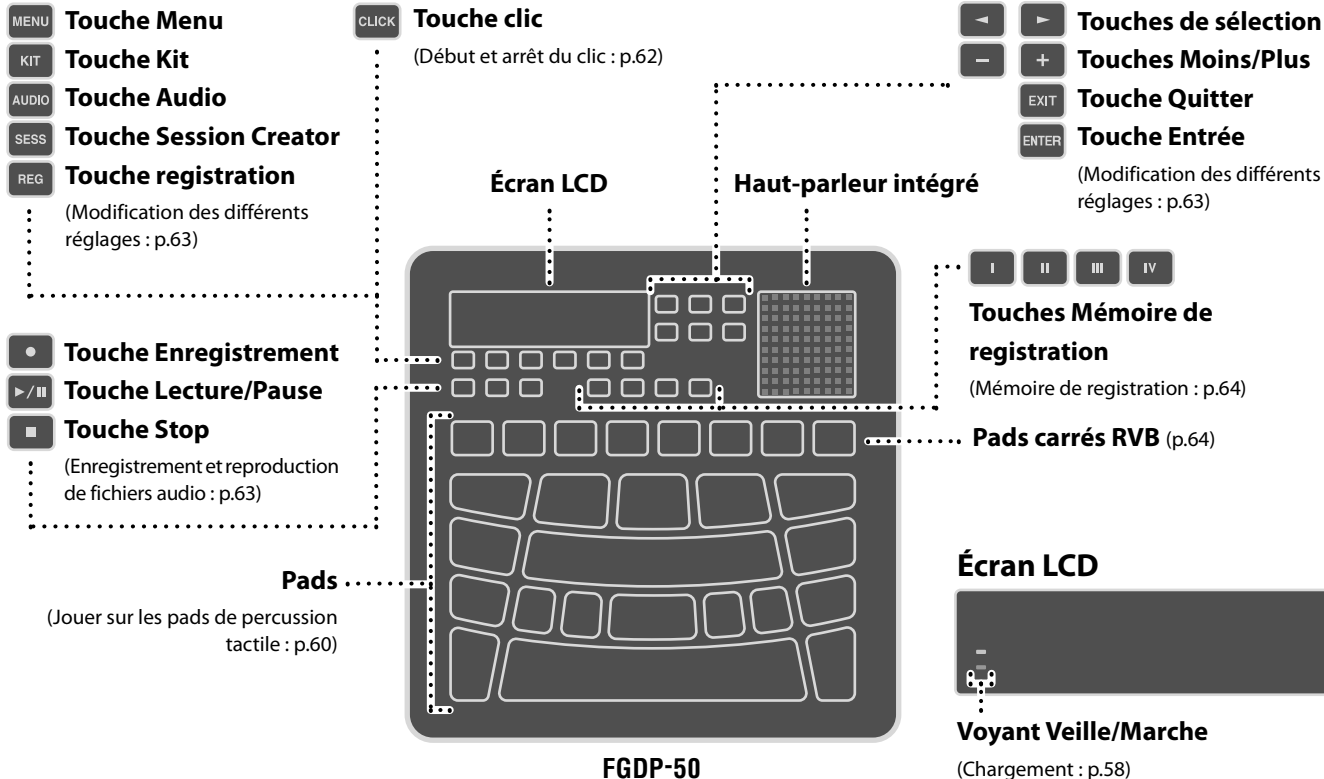 MENU Touche Menu
KIT Touche Kit
AUDIO Touche Audio
SESS Touche Session Creator
REG Touche registration
(Modification des différents
réglages : p.63)
CLICK Touche clic
(Début et arrêt du clic : p.62)
Touches de sélection
− + Touches Moins/Plus
EXIT Touche Quitter
ENTER Touche Entrée
(Modification des différents
réglages : p.63)
Écran LCD
Haut-parleur intégré
I II III IV
Touches Mémoire de
registration
(Mémoire de registration : p.64)
Pads carrés RVB (p.64)
Touche Enregistrement
Touche Lecture/Pause
Touche Stop
(Enregistrement et reproduction
de fichiers audio : p.63)
Pads
(Jouer sur les pads de percussion
tactile : p.60)
FGDP-50
Écran LCD
Voyant Veille/Marche
(Chargement : p.58)